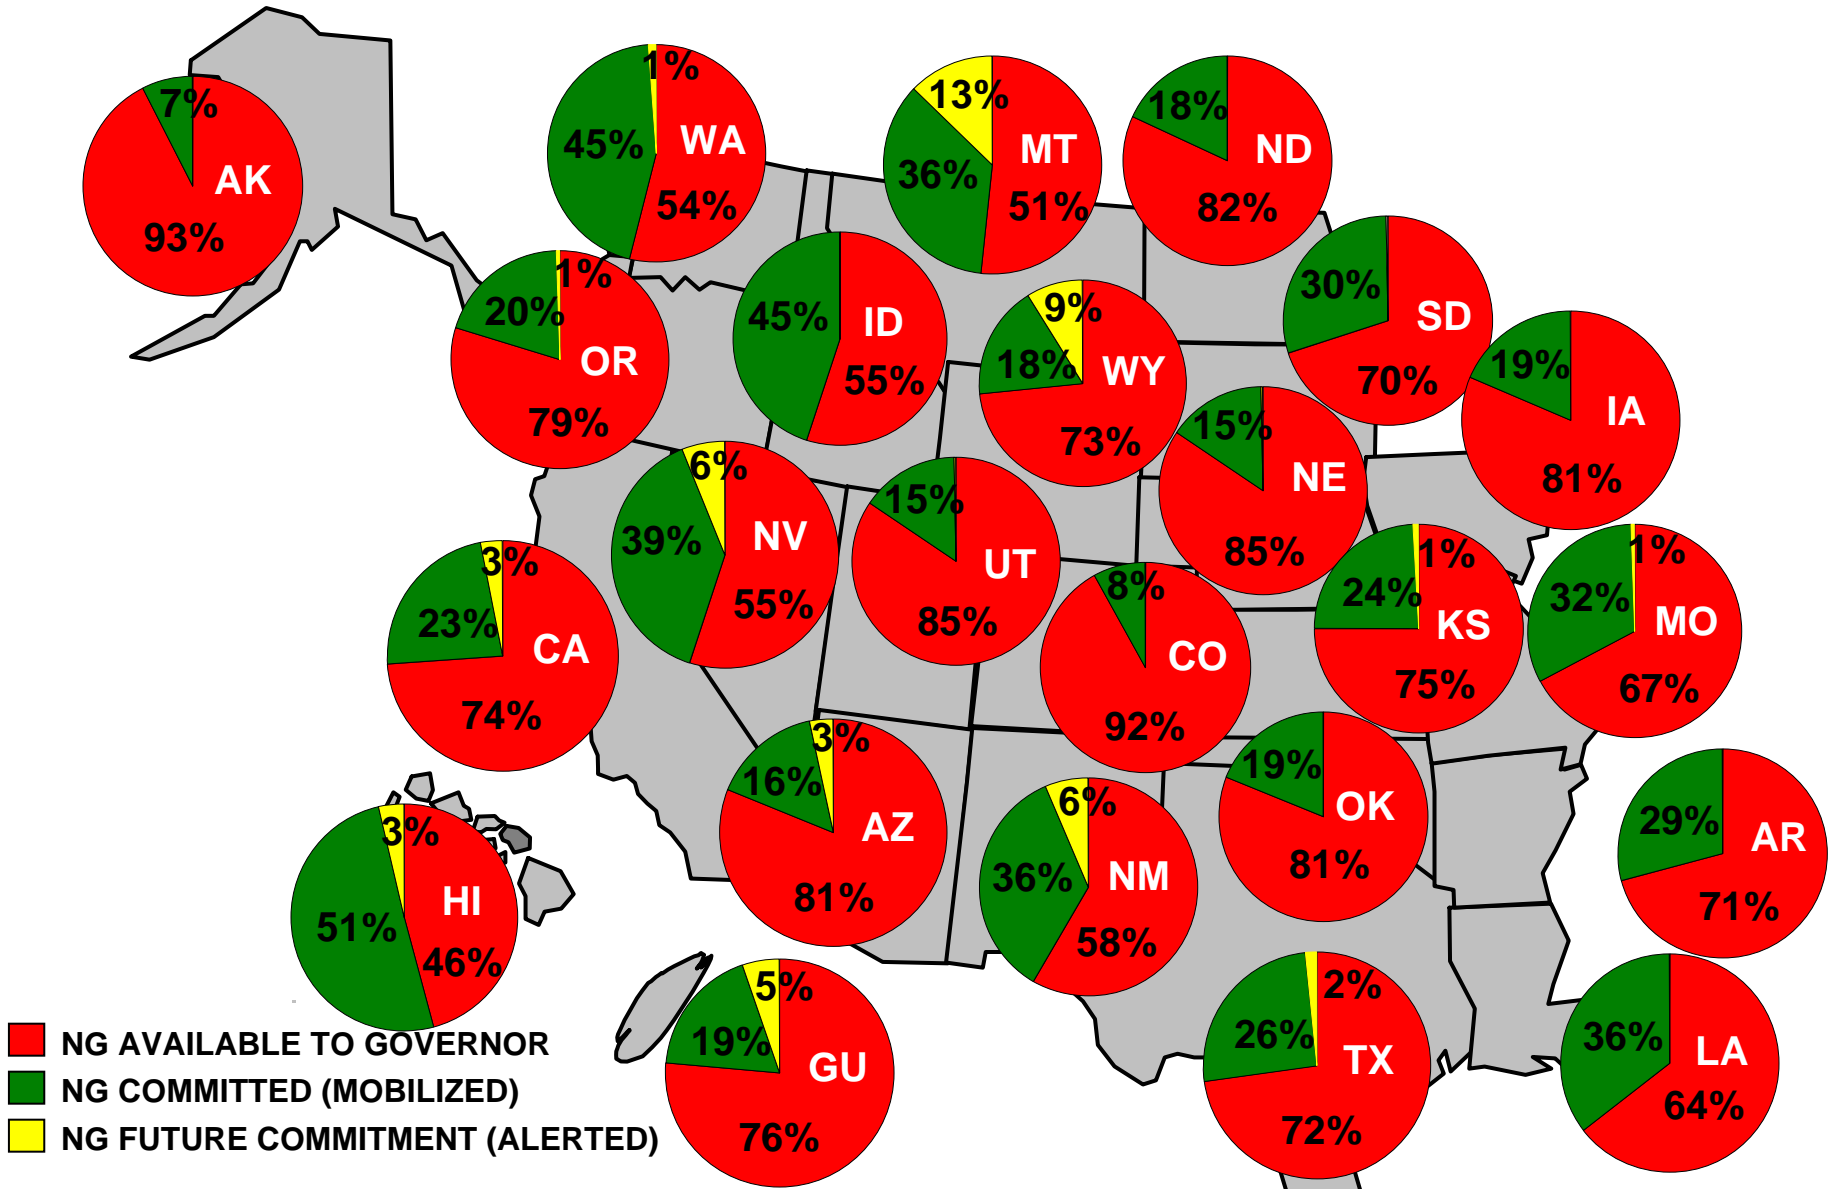 7%
AK
93%
1%
45%
WA
54%
13%
36%
MT
51%
18%
ND
82%
1%
20%
OR
79%
45%
ID
55%
9%
18%
WY
73%
30%
SD
70%
19%
IA
81%
15%
NE
85%
6%
39%
NV
55%
15%
UT
85%
3%
23%
CA
74%
8%
CO
92%
1%
24%
KS
75%
1%
32%
MO
67%
3%
16%
AZ
81%
6%
36%
NM
58%
19%
OK
81%
29%
AR
71%
3%
51%
HI
46%
5%
19%
GU
76%
2%
26%
TX
72%
36%
LA
64%
NG AVAILABLE TO GOVERNOR
NG COMMITTED (MOBILIZED)
NG FUTURE COMMITMENT (ALERTED)